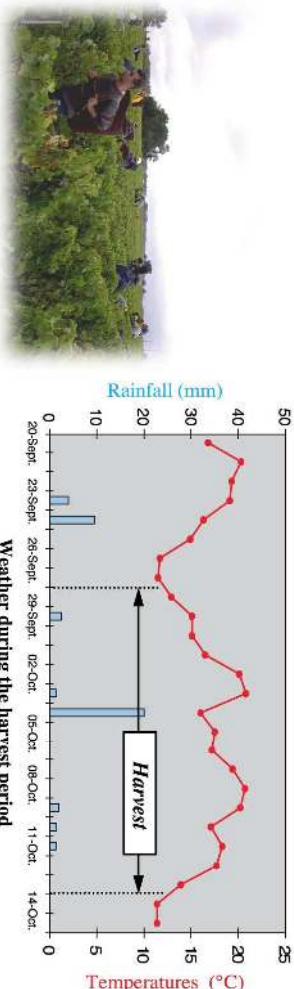 Rainfall (mm)
50
40
30
20
10
0
25
20
15
10
5
0
Temperatures (°C)
Harvest
20-Sept.
23-Sept.
26-Sept.
29-Sept.
02-Oct.
05-Oct.
08-Oct.
11-Oct.
14-Oct.
Weather during the harvest period